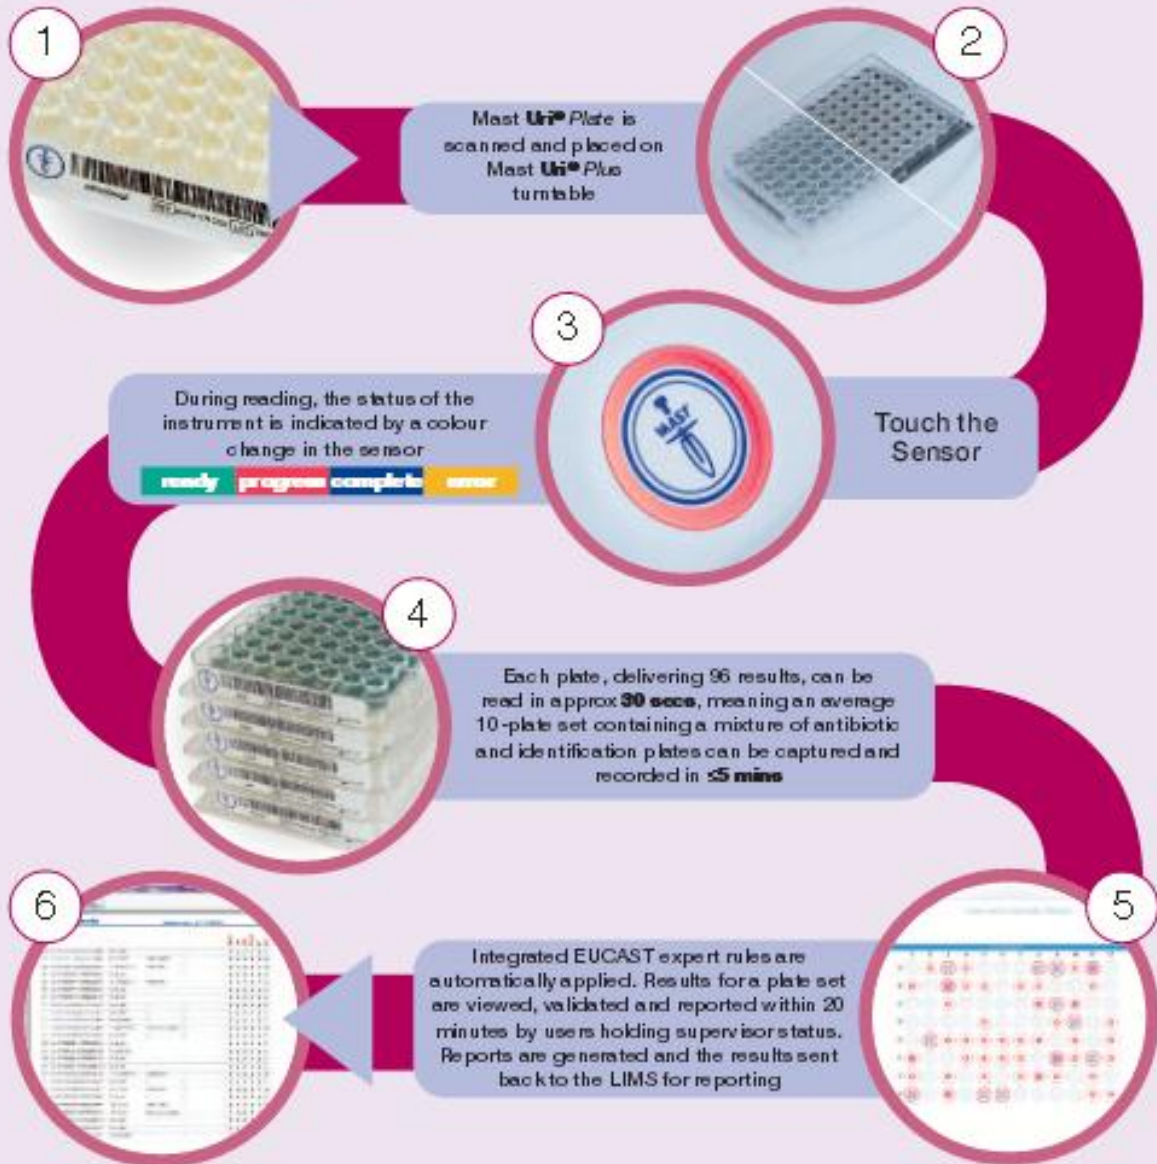 1
Mast Uri® Plate is
scanned and placed on
Mast Uri® Plus
turntable
2
3
MAST
Touch the
Sensor
During reading, the status of the
instrument is indicated by a colour
change in the sensor
ready progress complete error
4
Each plate, delivering 96 results, can be
read in approx 30 secs, meaning an average
10-plate set containing a mixture of antibiotic
and identification plates can be captured and
recorded in ≤5 mins
5
Integrated EUCAST expert rules are
automatically applied. Results for a plate set
are viewed, validated and reported within 20
minutes by users holding supervisor status.
Reports are generated and the results sent
back to the LIMS for reporting
6